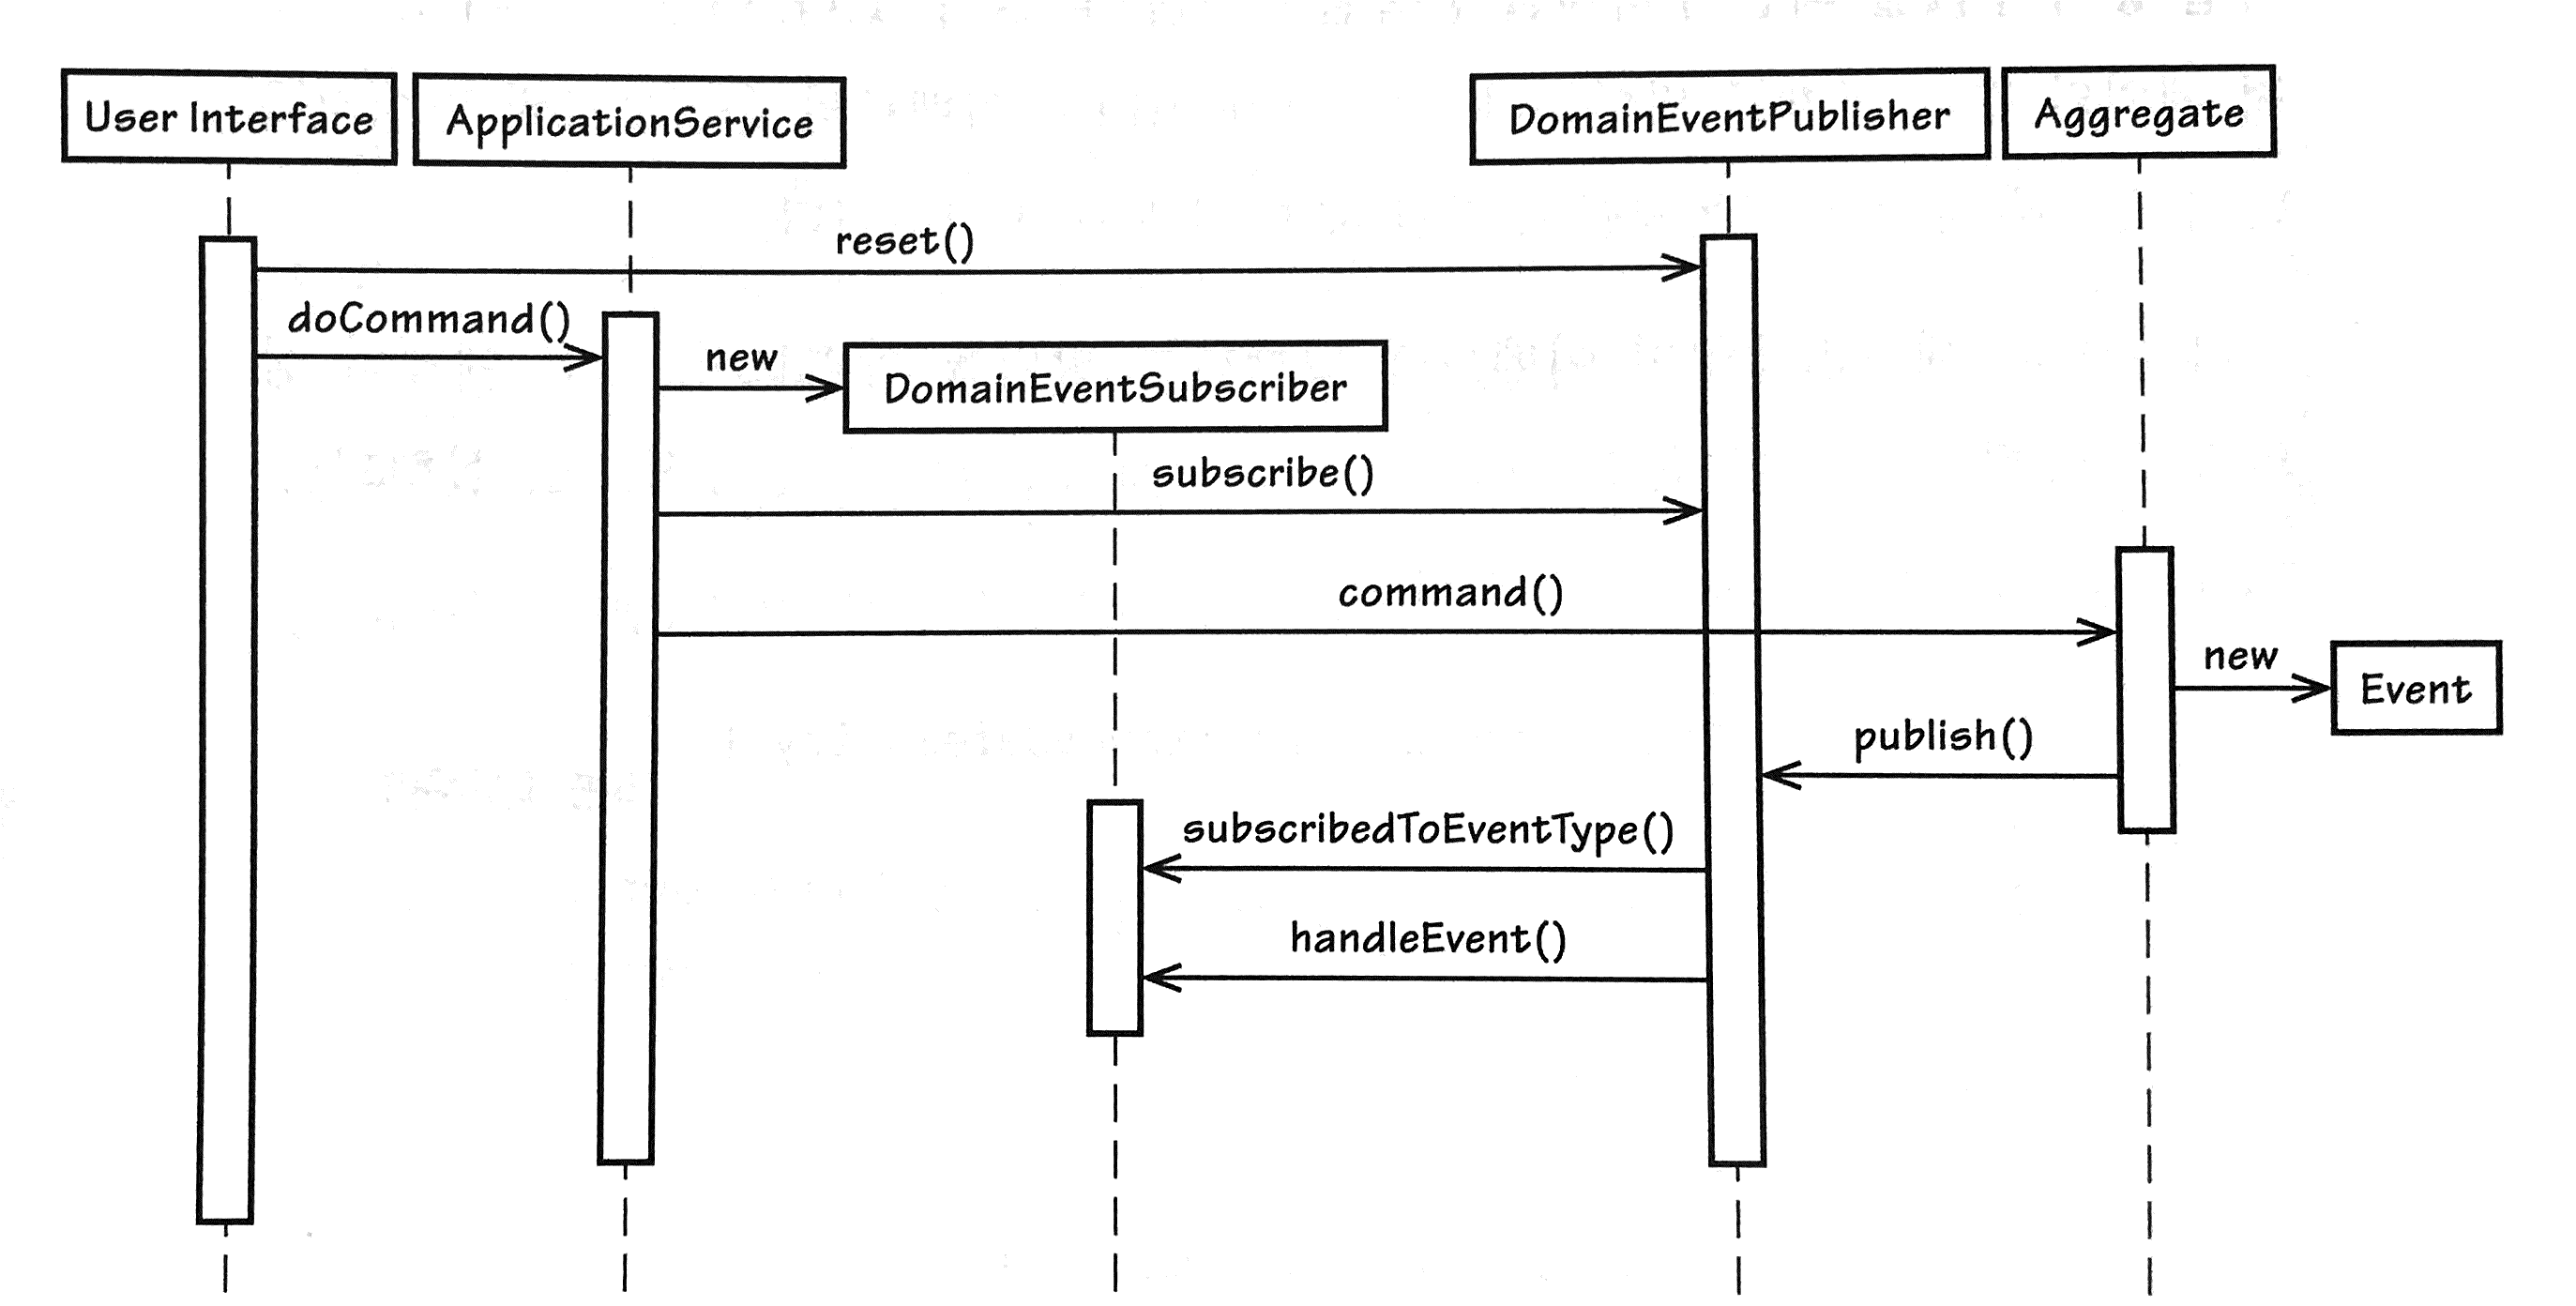 User Interface
ApplicationService
DomainEventPublisher
Aggregate
reset()
doCommand()
new
DomainEventSubscriber
subscribe()
command()
new
Event
publish()
subscribedToEventType()
handleEvent()